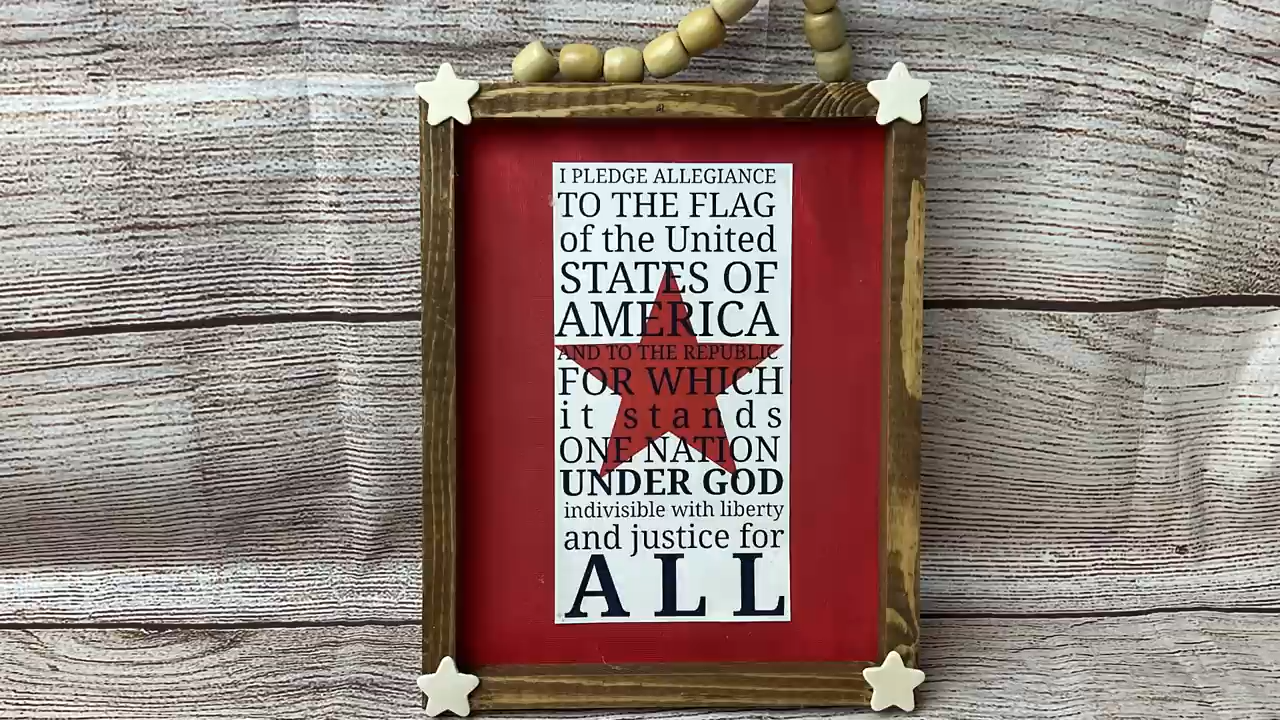 I PLEDGE ALLEGIANCE
TO THE FLAG
of the United
STATES OF
AMERICA
AND TO THE REPUBLIC
FOR WHICH
it stands
ONE NATION
UNDER GOD
indivisible with liberty
and justice for
ALL